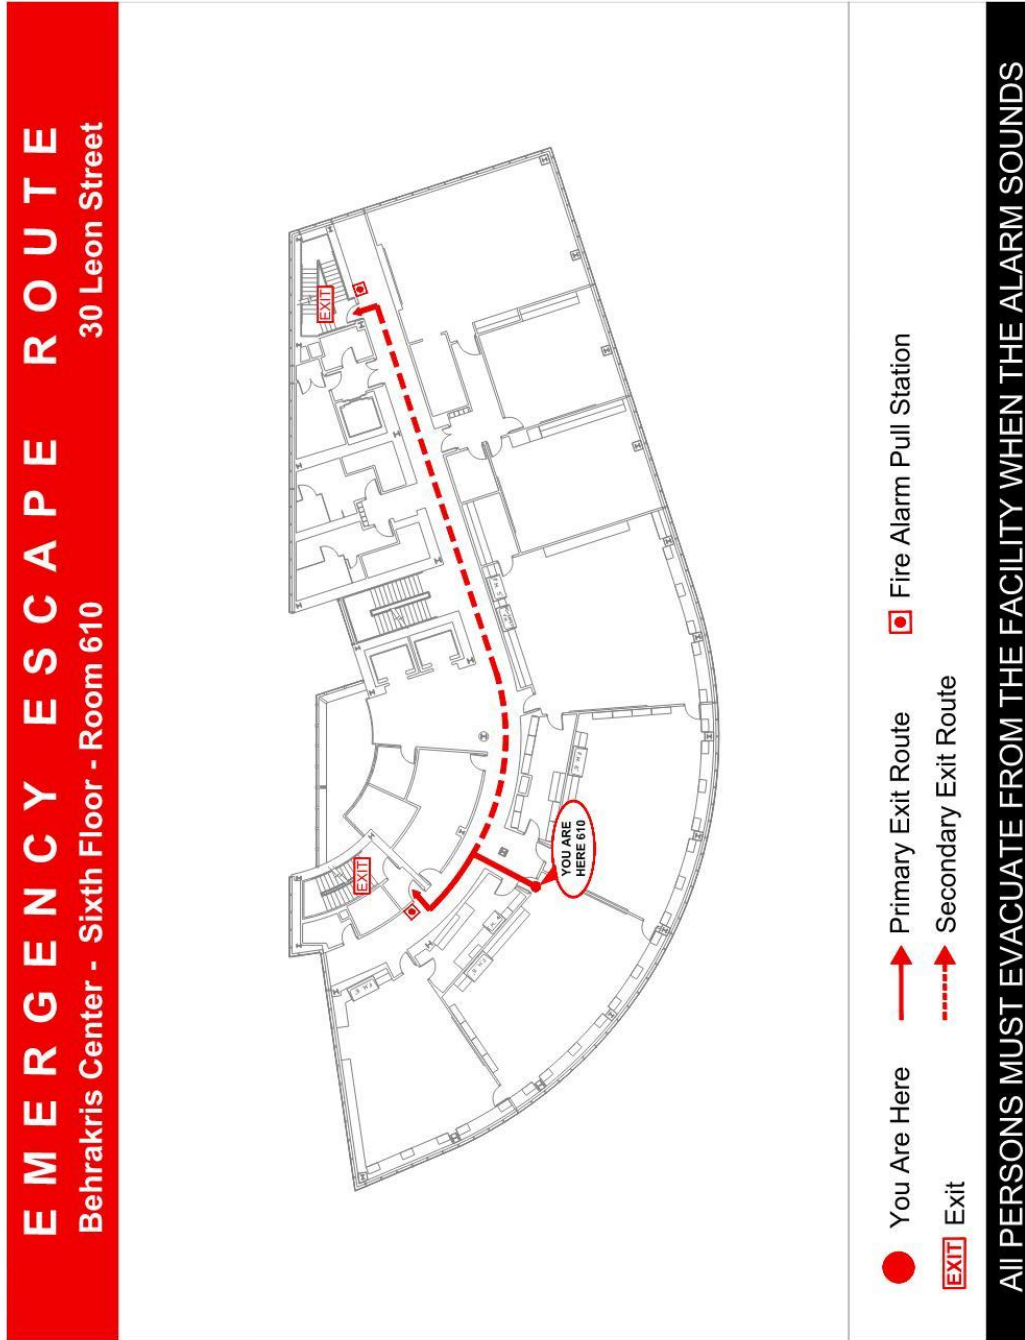 EMERGENCY ESCAPE ROUTE
Behrakris Center - Sixth Floor - Room 610 30 Leon Street
EXIT
EXIT
YOU ARE
HERE 610
You Are Here
Primary Exit Route
Fire Alarm Pull Station
EXIT Exit
Secondary Exit Route
All PERSONS MUST EVACUATE FROM THE FACILITY WHEN THE ALARM SOUNDS